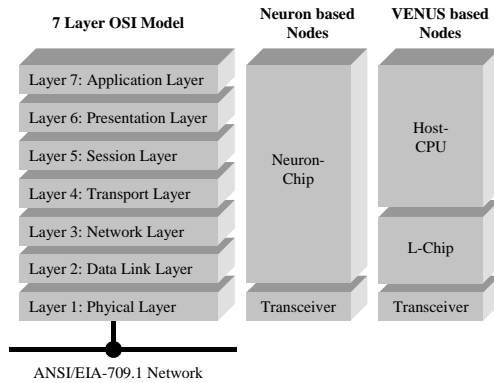 7 Layer OSI Model
Neuron based
Nodes
VENUS based
Nodes
Layer 7: Application Layer
Layer 6: Presentation Layer
Layer 5: Session Layer
Layer 4: Transport Layer
Layer 3: Network Layer
Layer 2: Data Link Layer
Layer 1: Phyical Layer
Neuron-
Chip
Transceiver
Host-
CPU
L-Chip
Transceiver
ANSI/EIA-709.1 Network